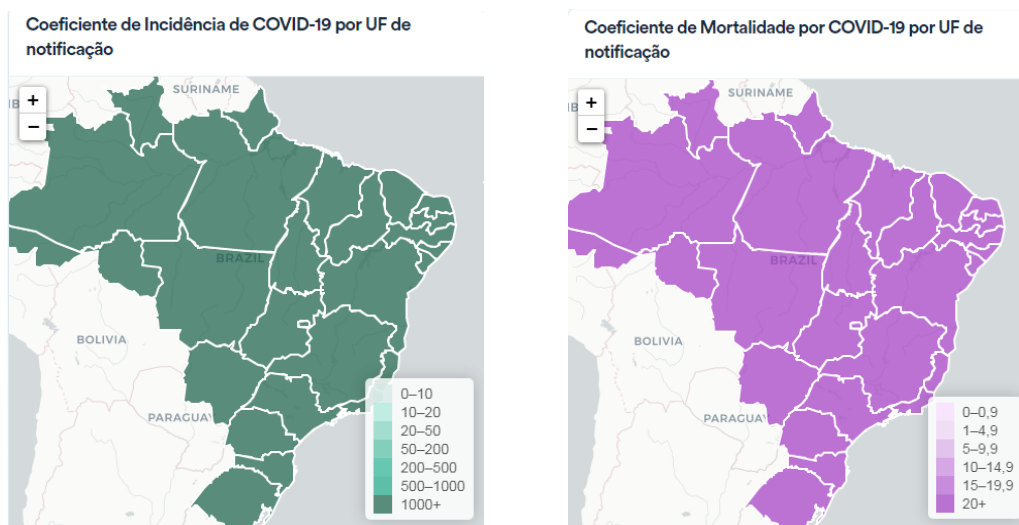 Coeficiente de Incidência de COVID-19 por UF de
notificação
+
−
SURINAME
BRAZIL
BOLIVIA
PARAGUAY
0–10
10–20
20–50
50–200
200–500
500–1000
1000+
Coeficiente de Mortalidade por COVID-19 por UF de
notificação
+
−
SURINAME
BRAZIL
BOLIVIA
PARAGUAY
0–0,9
1–4,9
5–9,9
10–14,9
15–19,9
20+